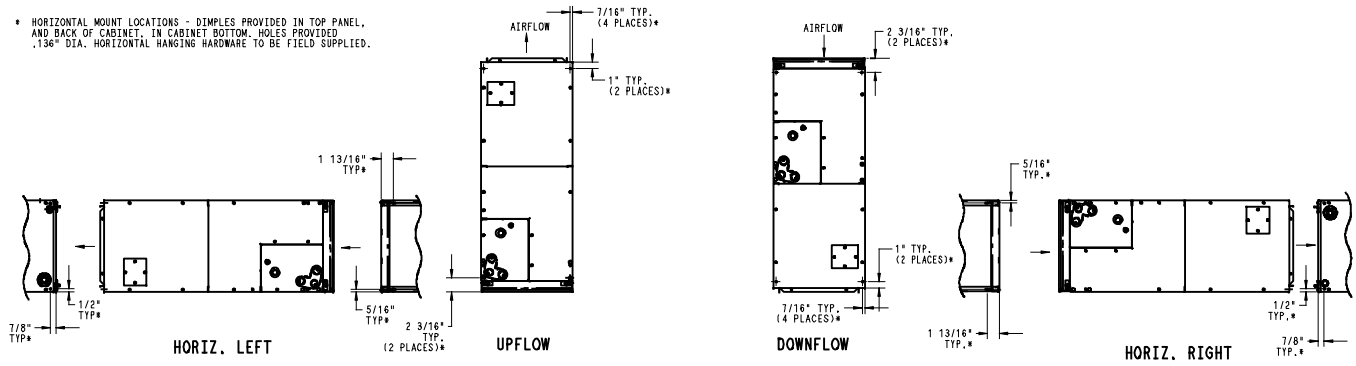 * HORIZONTAL MOUNT LOCATIONS - DIMPLES PROVIDED IN TOP PANEL,
AND BACK OF CABINET. IN CABINET BOTTOM. HOLES PROVIDED
.136" DIA. HORIZONTAL HANGING HARDWARE TO BE FIELD SUPPLIED.
7/16" TYP.
(4 PLACES)*
AIRFLOW
1" TYP.
(2 PLACES)*
1 13/16"
TYP*
1/2"
TYP*
7/8"
TYP*
5/16"
TYP*
2 3/16"
TYP.
(2 PLACES)*
HORIZ. LEFT
UPFLOW
AIRFLOW
2 3/16" TYP.
(2 PLACES)*
5/16"
TYP.*
1" TYP.
(2 PLACES)*
7/16" TYP.
(4 PLACES)*
1 13/16"
TYP.*
1/2"
TYP.*
7/8"
TYP.*
DOWNFLOW
HORIZ. RIGHT